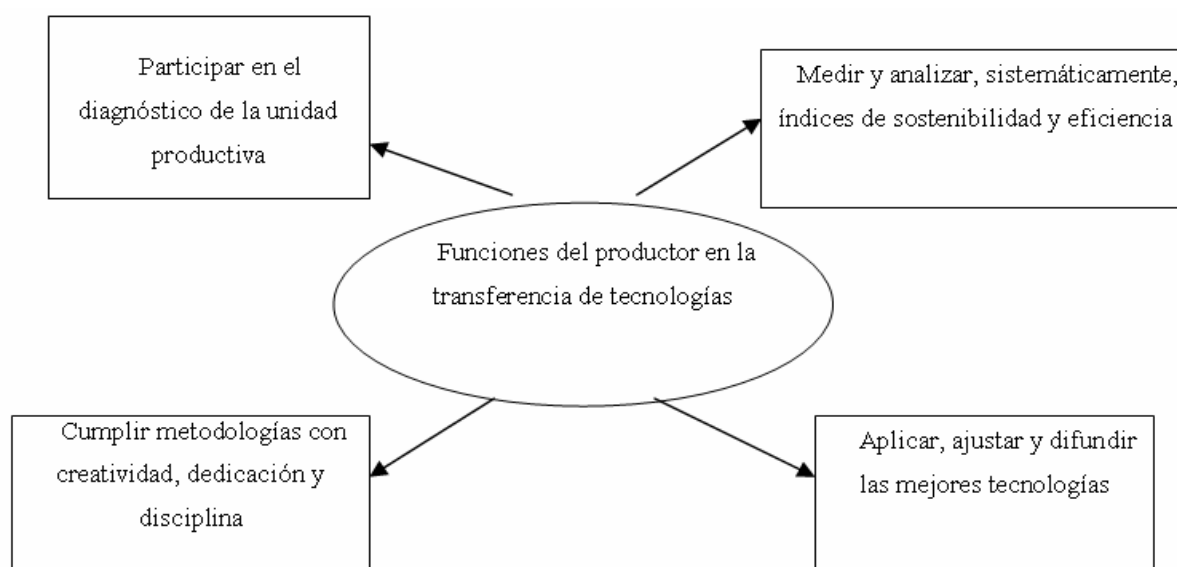 Participar en el
diagnóstico de la unidad
productiva
Medir y analizar, sistemáticamente,
índices de sostenibilidad y eficiencia
Funciones del productor en la
transferencia de tecnologías
Cumplir metodologías con
creatividad, dedicación y
disciplina
Aplicar, ajustar y difundir
las mejores tecnologías